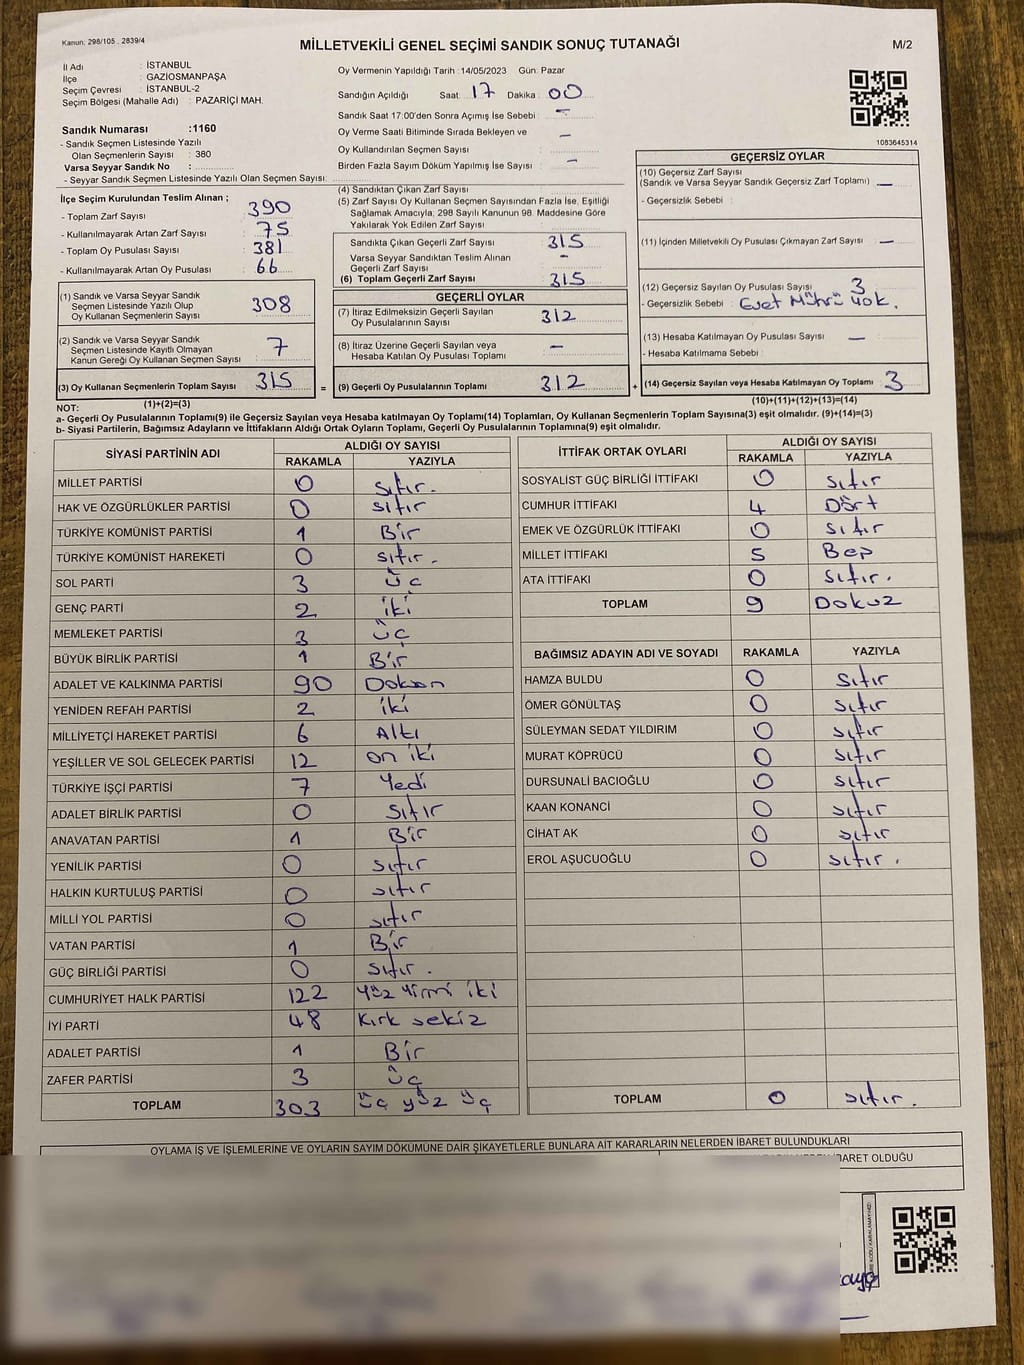 Kanun: 298/105 . 2839/4
MİLLETVEKİLİ GENEL SEÇİMİ SANDIK SONUÇ TUTANAĞI
M/2
İl Adı : İSTANBUL
İlçe : GAZİOSMANPAŞA
Seçim Çevresi : İSTANBUL-2
Seçim Bölgesi (Mahalle Adı) : PAZARİÇİ MAH.
Sandık Numarası :1160
- Sandık Seçmen Listesinde Yazılı
Olan Seçmenlerin Sayısı : 380
Varsa Seyyar Sandık No :
- Seyyar Sandık Seçmen Listesinde Yazılı Olan Seçmen Sayısı:
Oy Vermenin Yapıldığı Tarih :14/05/2023 Gün: Pazar
Sandığın Açıldığı Saat: 17 Dakika: 00
Sandık Saat 17:00'den Sonra Açımış İse Sebebi : -
Oy Verme Saati Bitiminde Sırada Bekleyen ve
Oy Kullandırılan Seçmen Sayısı : -
Birden Fazla Sayım Döküm Yapılmış İse Sayısı : -
1083645314
İlçe Seçim Kurulundan Teslim Alınan ;
- Toplam Zarf Sayısı : 390
- Kullanılmayarak Artan Zarf Sayısı : 75
- Toplam Oy Pusulası Sayısı : 381
- Kullanılmayarak Artan Oy Pusulası : 66
(4) Sandıktan Çıkan Zarf Sayısı :
(5) Zarf Sayısı Oy Kullanan Seçmen Sayısından Fazla İse, Eşitliği
Sağlamak Amacıyla, 298 Sayılı Kanunun 98. Maddesine Göre
Yakılarak Yok Edilen Zarf Sayısı :
Sandıkta Çıkan Geçerli Zarf Sayısı : 315
Varsa Seyyar Sandıktan Teslim Alınan
Geçerli Zarf Sayısı : -
(6) Toplam Geçerli Zarf Sayısı : 315
GEÇERSİZ OYLAR
(10) Geçersiz Zarf Sayısı
(Sandık ve Varsa Seyyar Sandık Geçersiz Zarf Toplamı) : —
- Geçersizlik Sebebi :
(11) İçinden Milletvekili Oy Pusulası Çıkmayan Zarf Sayısı : —
(12) Geçersiz Sayılan Oy Pusulası Sayısı : 3
- Geçersizlik Sebebi : Evet Mührü yok.
(13) Hesaba Katılmayan Oy Pusulası Sayısı : —
- Hesaba Katılmama Sebebi :
(1) Sandık ve Varsa Seyyar Sandık
Seçmen Listesinde Yazılı Olup
Oy Kullanan Seçmenlerin Sayısı : 308
(2) Sandık ve Varsa Seyyar Sandık
Seçmen Listesinde Kayıtlı Olmayan
Kanun Gereği Oy Kullanan Seçmen Sayısı : 7
GEÇERLİ OYLAR
(7) İtiraz Edilmeksizin Geçerli Sayılan
Oy Pusulalarının Sayısı : 312
(8) İtiraz Üzerine Geçerli Sayılan veya
Hesaba Katılan Oy Pusulası Toplamı : —
(3) Oy Kullanan Seçmenlerin Toplam Sayısı : 315 = (9) Geçerli Oy Pusulalarının Toplamı : 312 + (14) Geçersiz Sayılan veya Hesaba Katılmayan Oy Toplamı : 3
(1)+(2)=(3)
(10)+(11)+(12)+(13)=(14)
NOT:
a- Geçerli Oy Pusulalarının Toplamı(9) ile Geçersiz Sayılan veya Hesaba katılmayan Oy Toplamı(14) Toplamları, Oy Kullanan Seçmenlerin Toplam Sayısına(3) eşit olmalıdır. (9)+(14)=(3)
b- Siyasi Partilerin, Bağımsız Adayların ve İttifakların Aldığı Ortak Oyların Toplamı, Geçerli Oy Pusulalarının Toplamına(9) eşit olmalıdır.
SİYASİ PARTİNİN ADI
ALDIĞI OY SAYISI
RAKAMLA YAZIYLA
MİLLET PARTİSİ 0 sıfır.
HAK VE ÖZGÜRLÜKLER PARTİSİ 0 sıfır
TÜRKİYE KOMÜNİST PARTİSİ 1 Bir
TÜRKİYE KOMÜNİST HAREKETİ 0 sıfır.
SOL PARTİ 3 üç
GENÇ PARTİ 2 iki
MEMLEKET PARTİSİ 3 üç
BÜYÜK BİRLİK PARTİSİ 1 Bir
ADALET VE KALKINMA PARTİSİ 90 Doksan
YENİDEN REFAH PARTİSİ 2 iki
MİLLİYETÇİ HAREKET PARTİSİ 6 Altı
YEŞİLLER VE SOL GELECEK PARTİSİ 12 on iki
TÜRKİYE İŞÇİ PARTİSİ 7 Yedi
ADALET BİRLİK PARTİSİ 0 sıfır
ANAVATAN PARTİSİ 1 Bir
YENİLİK PARTİSİ 0 sıfır
HALKIN KURTULUŞ PARTİSİ 0 sıfır
MİLLİ YOL PARTİSİ 0 sıfır
VATAN PARTİSİ 1 Bir
GÜÇ BİRLİĞİ PARTİSİ 0 sıfır.
CUMHURİYET HALK PARTİSİ 122 Yüz Yirmi iki
İYİ PARTİ 48 Kırk sekiz
ADALET PARTİSİ 1 Bir
ZAFER PARTİSİ 3 üç
TOPLAM 303 üç yüz üç
İTTİFAK ORTAK OYLARI
ALDIĞI OY SAYISI
RAKAMLA YAZIYLA
SOSYALİST GÜÇ BİRLİĞİ İTTİFAKI 0 sıfır
CUMHUR İTTİFAKI 4 Dört
EMEK VE ÖZGÜRLÜK İTTİFAKI 0 sıfır
MİLLET İTTİFAKI 5 Beş
ATA İTTİFAKI 0 sıfır.
TOPLAM 9 Dokuz
BAĞIMSIZ ADAYIN ADI VE SOYADI RAKAMLA YAZIYLA
HAMZA BULDU 0 sıfır
ÖMER GÖNÜLTAŞ 0 sıfır
SÜLEYMAN SEDAT YILDIRIM 0 sıfır
MURAT KÖPRÜCÜ 0 sıfır
DURSUNALİ BACIOĞLU 0 sıfır
KAAN KONANCİ 0 sıfır
CİHAT AK 0 sıfır
EROL AŞUCUOĞLU 0 sıfır.
TOPLAM 0 sıfır.
OYLAMA İŞ VE İŞLEMLERİNE VE OYLARIN SAYIM DÖKÜMÜNE DAİR ŞİKAYETLERLE BUNLARA AİT KARARLARIN NELERDEN İBARET BULUNDUKLARI
İBARET OLDUĞU